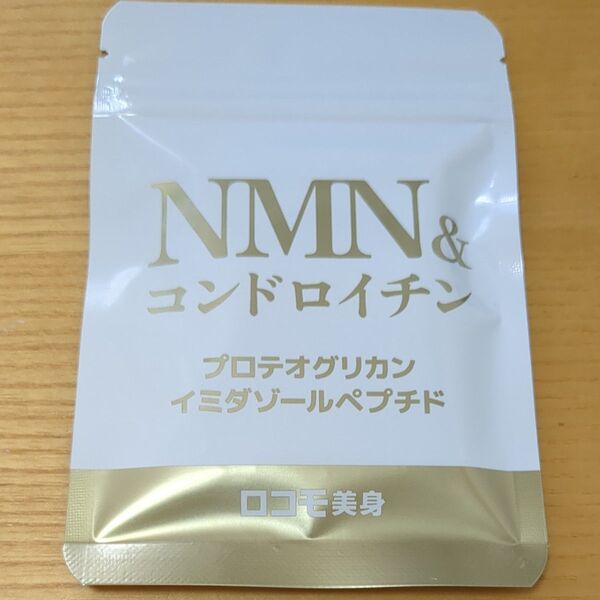 NMN&
コンドロイチン
プロテオグリカン
イミダゾールペプチド
ロコモ美身